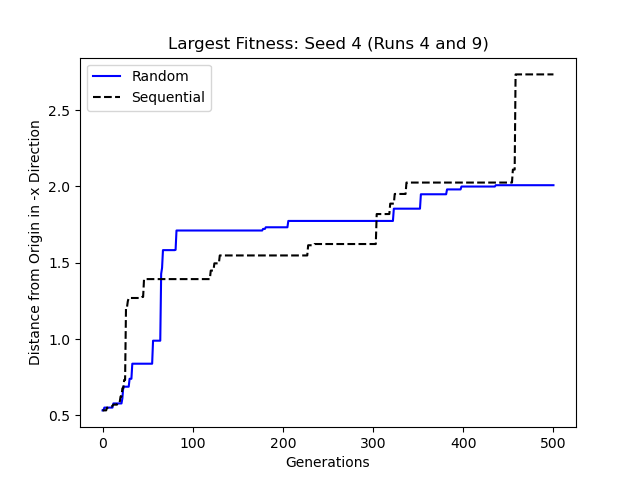 Largest Fitness: Seed 4 (Runs 4 and 9)
Random
Sequential
Distance from Origin in -x Direction
2.5
2.0
1.5
1.0
0.5
0 100 200 300 400 500
Generations